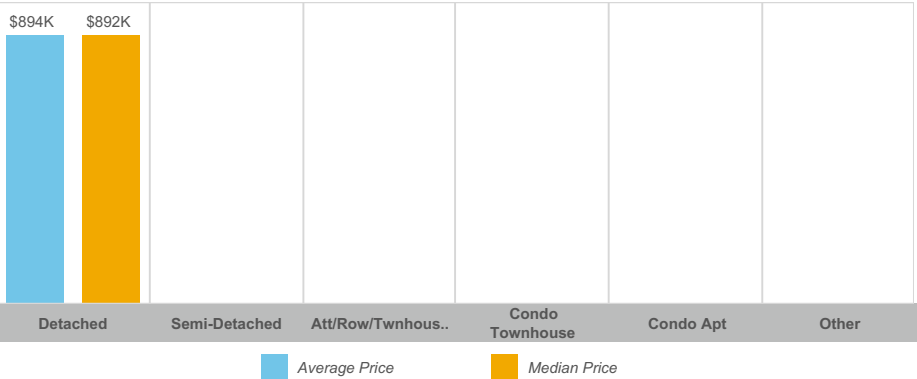 $894K $892K
Detached Semi-Detached Att/Row/Twnhous.. Condo Townhouse Condo Apt Other
Average Price Median Price